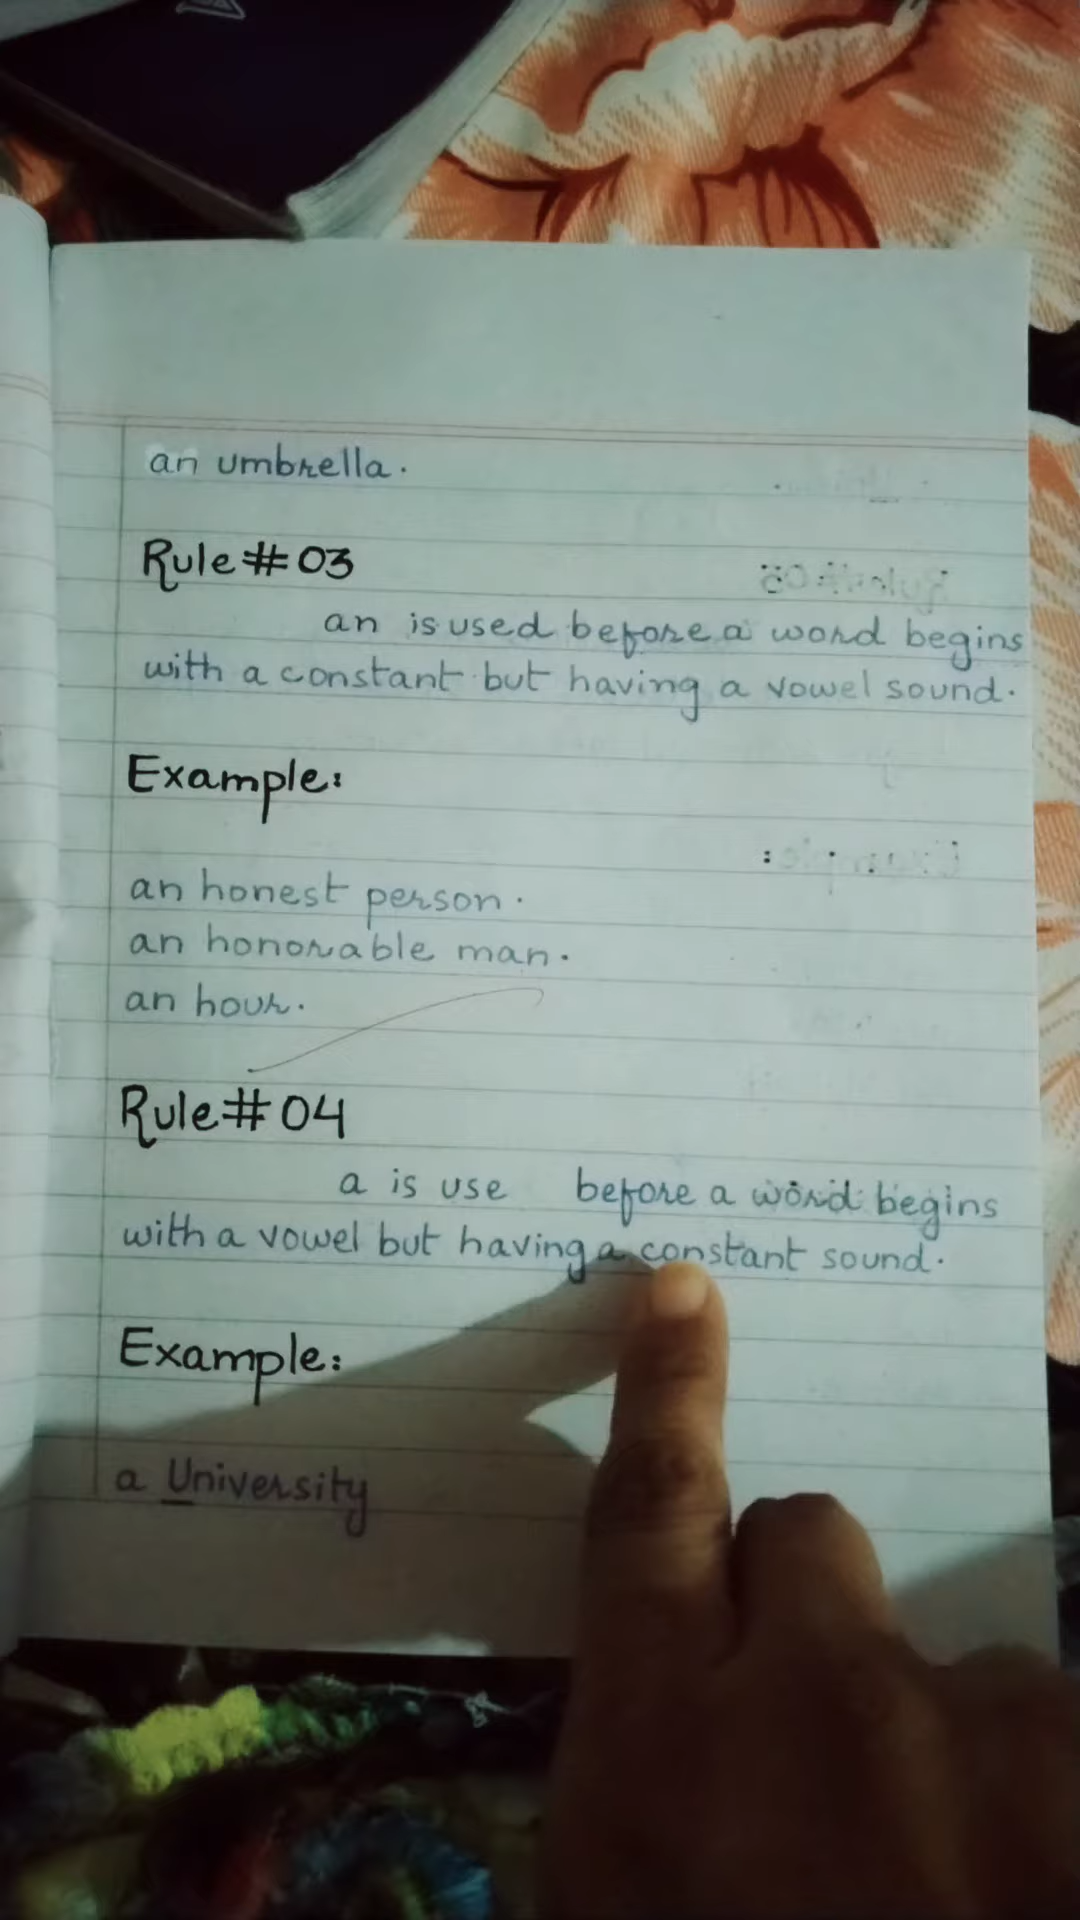 an umbrella.
Rule # 03
an is used before a word begins
with a constant but having a vowel sound.
Example:
an honest person.
an honorable man.
an hour.
Rule # 04
a is use before a word begins
with a vowel but having a constant sound.
Example:
a University